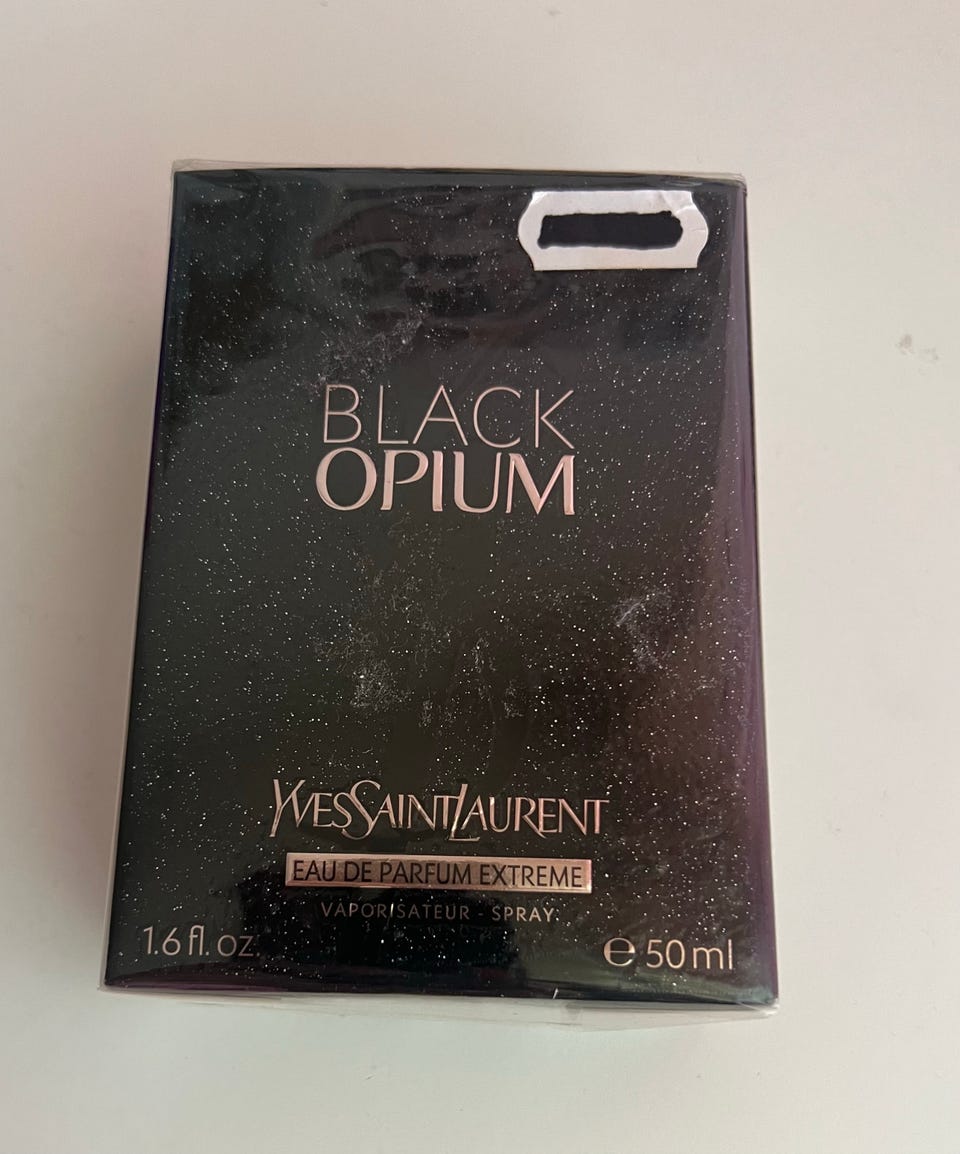 BLACK
OPIUM
YVESSAINTLAURENT
EAU DE PARFUM EXTREME
VAPORISATEUR - SPRAY
1.6 fl. oz. ℮ 50 ml